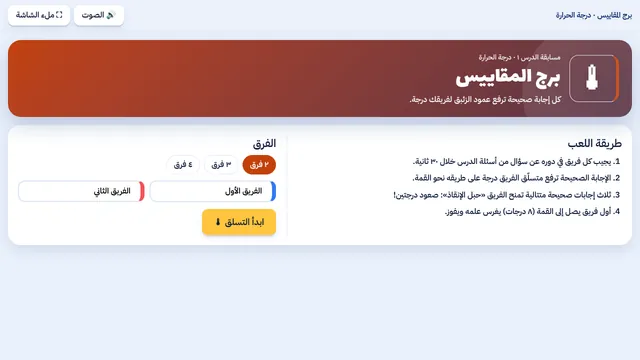 برج المقاييس · درجة الحرارة
🔊 الصوت
⛶ ملء الشاشة
مسابقة الدرس ١ · درجة الحرارة
برج المقاييس
كل إجابة صحيحة ترفع عمود الزئبق لفريقك درجة.
طريقة اللعب
1. يجيب كل فريق في دوره عن سؤال من أسئلة الدرس خلال ٣٠ ثانية.
2. الإجابة الصحيحة ترفع متسلّق الفريق درجة على طريقه نحو القمة.
3. ثلاث إجابات صحيحة متتالية تمنح الفريق «حبل الإنقاذ»: صعود درجتين!
4. أول فريق يصل إلى القمة (٨ درجات) يغرس علمه ويفوز.
الفرق
٢ فرق
٣ فرق
٤ فرق
الفريق الأول
الفريق الثاني
ابدأ التسلق 🌡